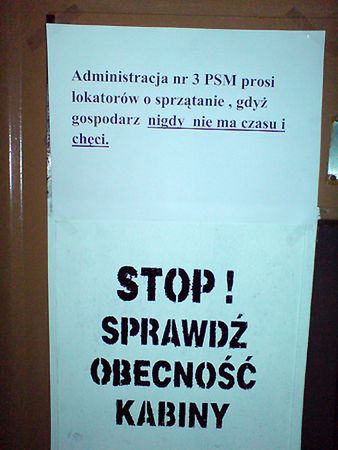 Administracja nr 3 PSM prosi
lokatorów o sprzątanie , gdyż
gospodarz nigdy nie ma czasu i
chęci.
STOP !
SPRAWDŹ
OBECNOŚĆ
KABINY